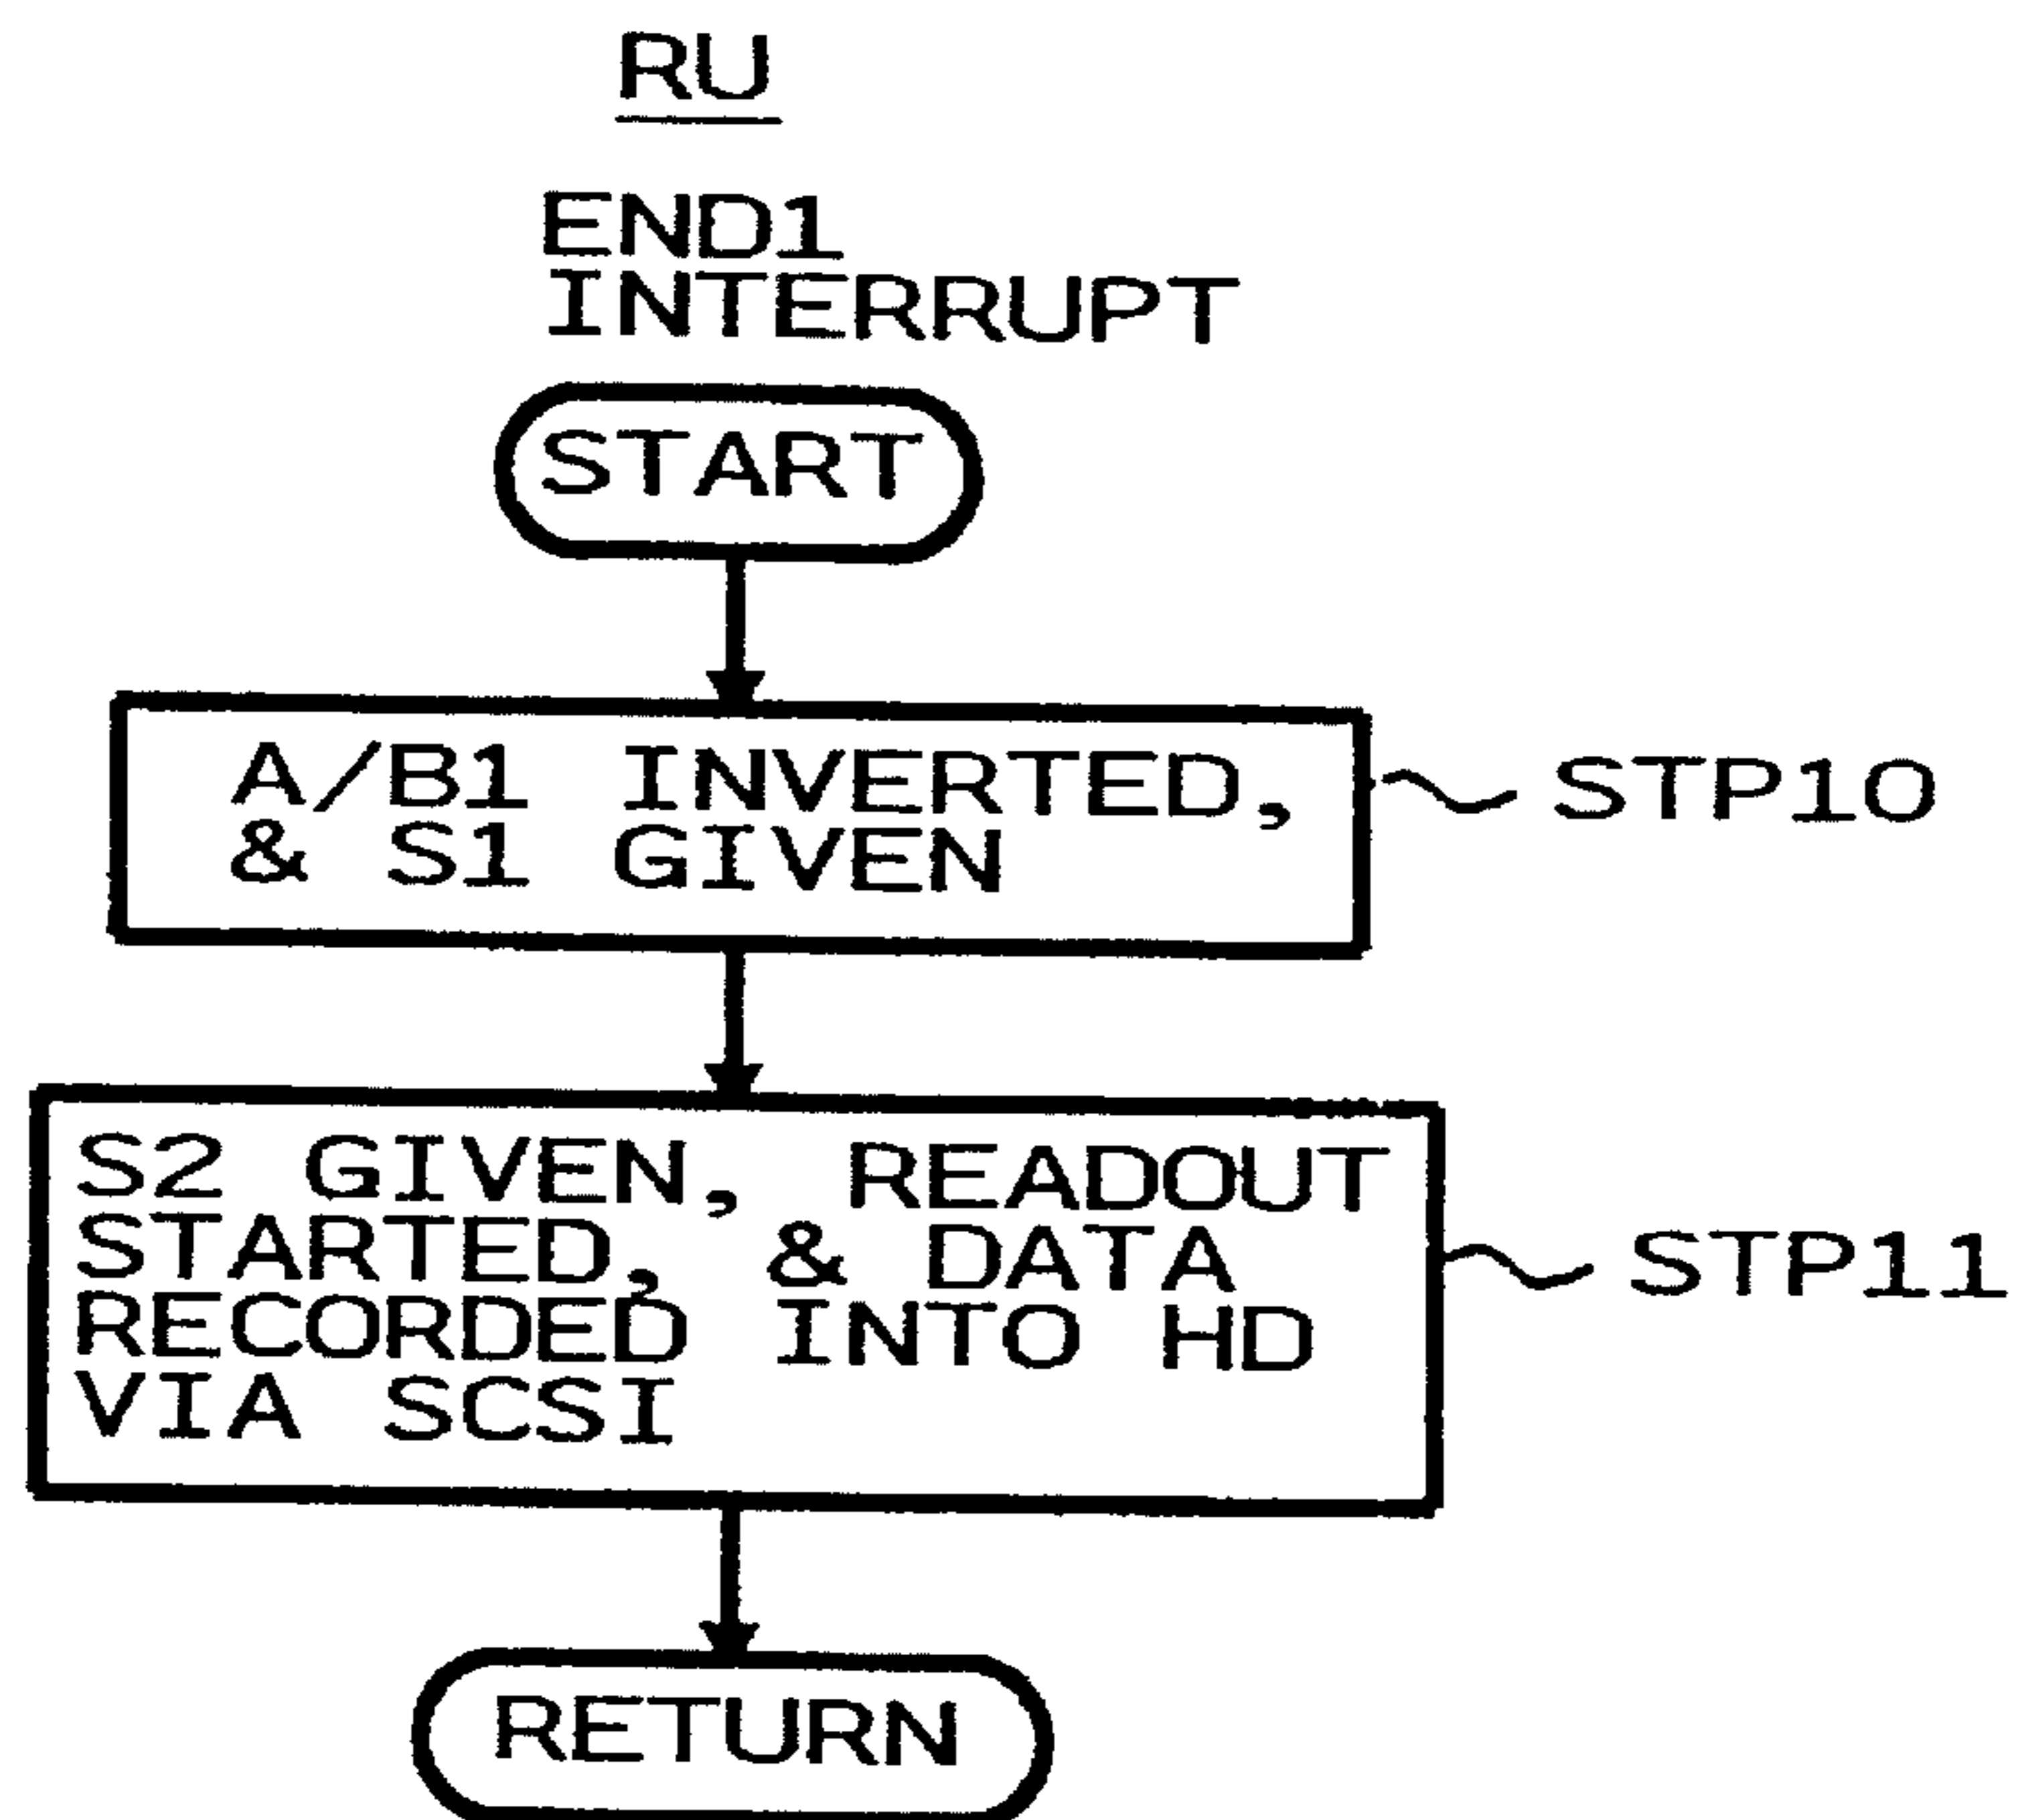 RU
END1
INTERRUPT
START
A/B1 INVERTED,
& S1 GIVEN
STP10
S2 GIVEN, READOUT
STARTED, & DATA
RECORDED INTO HD
VIA SCSI
STP11
RETURN